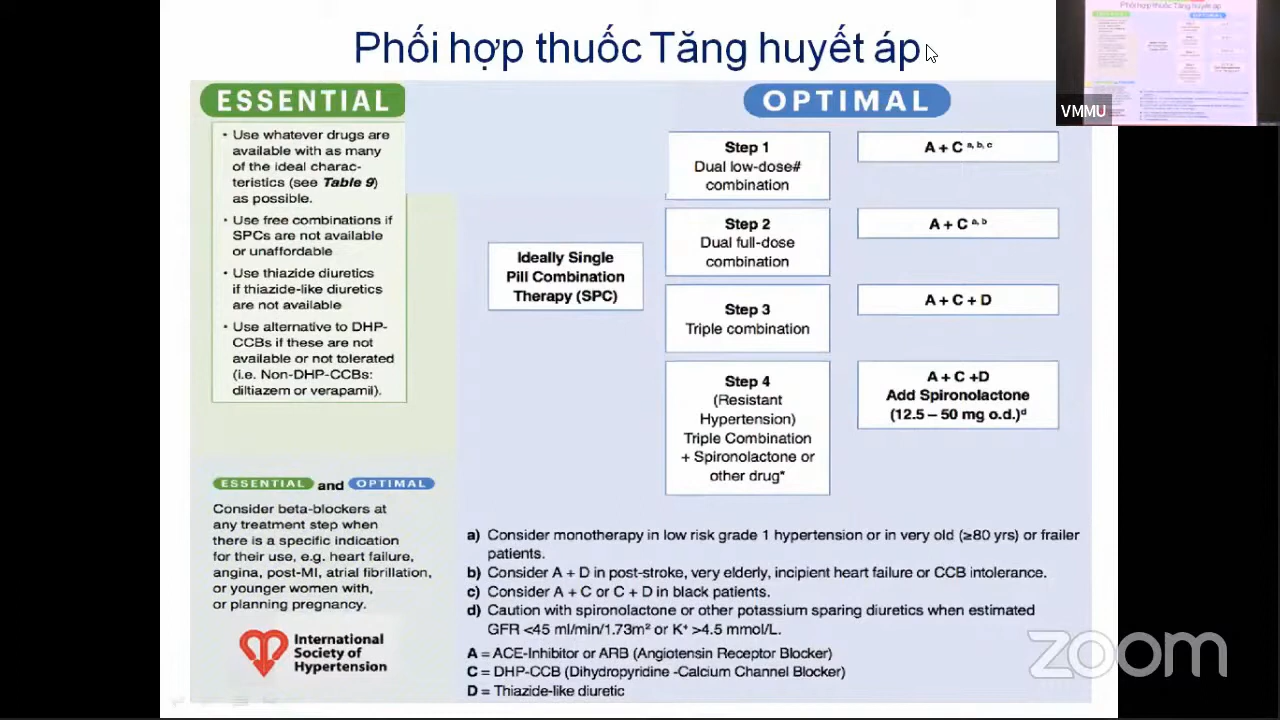 Phối hợp thuốc Tăng huyết áp
ESSENTIAL
• Use whatever drugs are
available with as many
of the ideal charac-
teristics (see Table 9)
as possible.
• Use free combinations if
SPCs are not available
or unaffordable
• Use thiazide diuretics
if thiazide-like diuretics
are not available
• Use alternative to DHP-
CCBs if these are not
available or not tolerated
(i.e. Non-DHP-CCBs:
diltiazem or verapamil).
OPTIMAL
Ideally Single
Pill Combination
Therapy (SPC)
Step 1
Dual low-dose#
combination
A + C a, b, c
Step 2
Dual full-dose
combination
A + C a, b
Step 3
Triple combination
A + C + D
Step 4
(Resistant
Hypertension)
Triple Combination
+ Spironolactone or
other drug*
A + C +D
Add Spironolactone
(12.5 – 50 mg o.d.)d
ESSENTIAL and OPTIMAL
Consider beta-blockers at
any treatment step when
there is a specific indication
for their use, e.g. heart failure,
angina, post-MI, atrial fibrillation,
or younger women with,
or planning pregnancy.
International
Society of
Hypertension
a) Consider monotherapy in low risk grade 1 hypertension or in very old (≥80 yrs) or frailer
patients.
b) Consider A + D in post-stroke, very elderly, incipient heart failure or CCB intolerance.
c) Consider A + C or C + D in black patients.
d) Caution with spironolactone or other potassium sparing diuretics when estimated
GFR <45 ml/min/1.73m² or K⁺ >4.5 mmol/L.
A = ACE-Inhibitor or ARB (Angiotensin Receptor Blocker)
C = DHP-CCB (Dihydropyridine -Calcium Channel Blocker)
D = Thiazide-like diuretic
Phối hợp thuốc Tăng huyết áp
OPTIMAL
VMMU
zoom